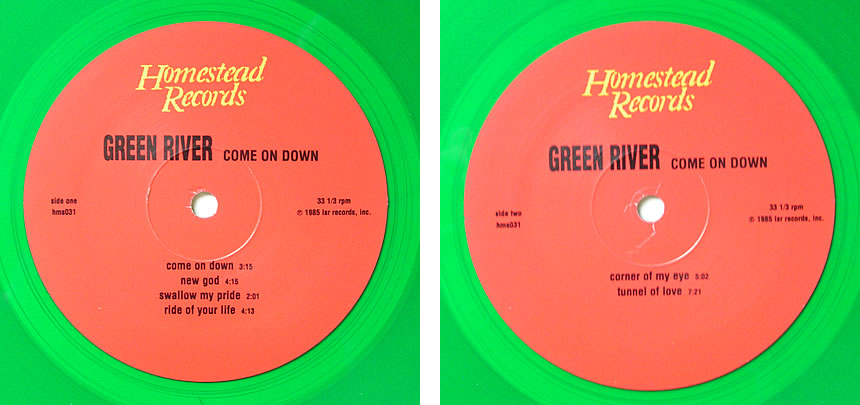 Homestead
Records
GREEN RIVER COME ON DOWN
side one
hms031
33 1/3 rpm
℗ 1985 lsr records, inc.
come on down 3:15
new god 4:15
swallow my pride 2:01
ride of your life 4:13
Homestead
Records
GREEN RIVER COME ON DOWN
side two
hms031
33 1/3 rpm
℗ 1985 lsr records, inc.
corner of my eye 5:02
tunnel of love 7:21